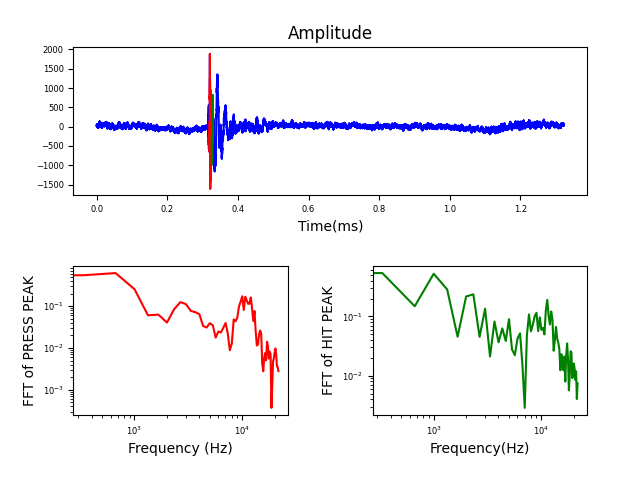 Amplitude
2000
1500
1000
500
0
−500
−1000
−1500
0.0 0.2 0.4 0.6 0.8 1.0 1.2
Time(ms)
FFT of PRESS PEAK
10⁻¹
10⁻²
10⁻³
10³ 10⁴
Frequency (Hz)
FFT of HIT PEAK
10⁻¹
10⁻²
10³ 10⁴
Frequency(Hz)